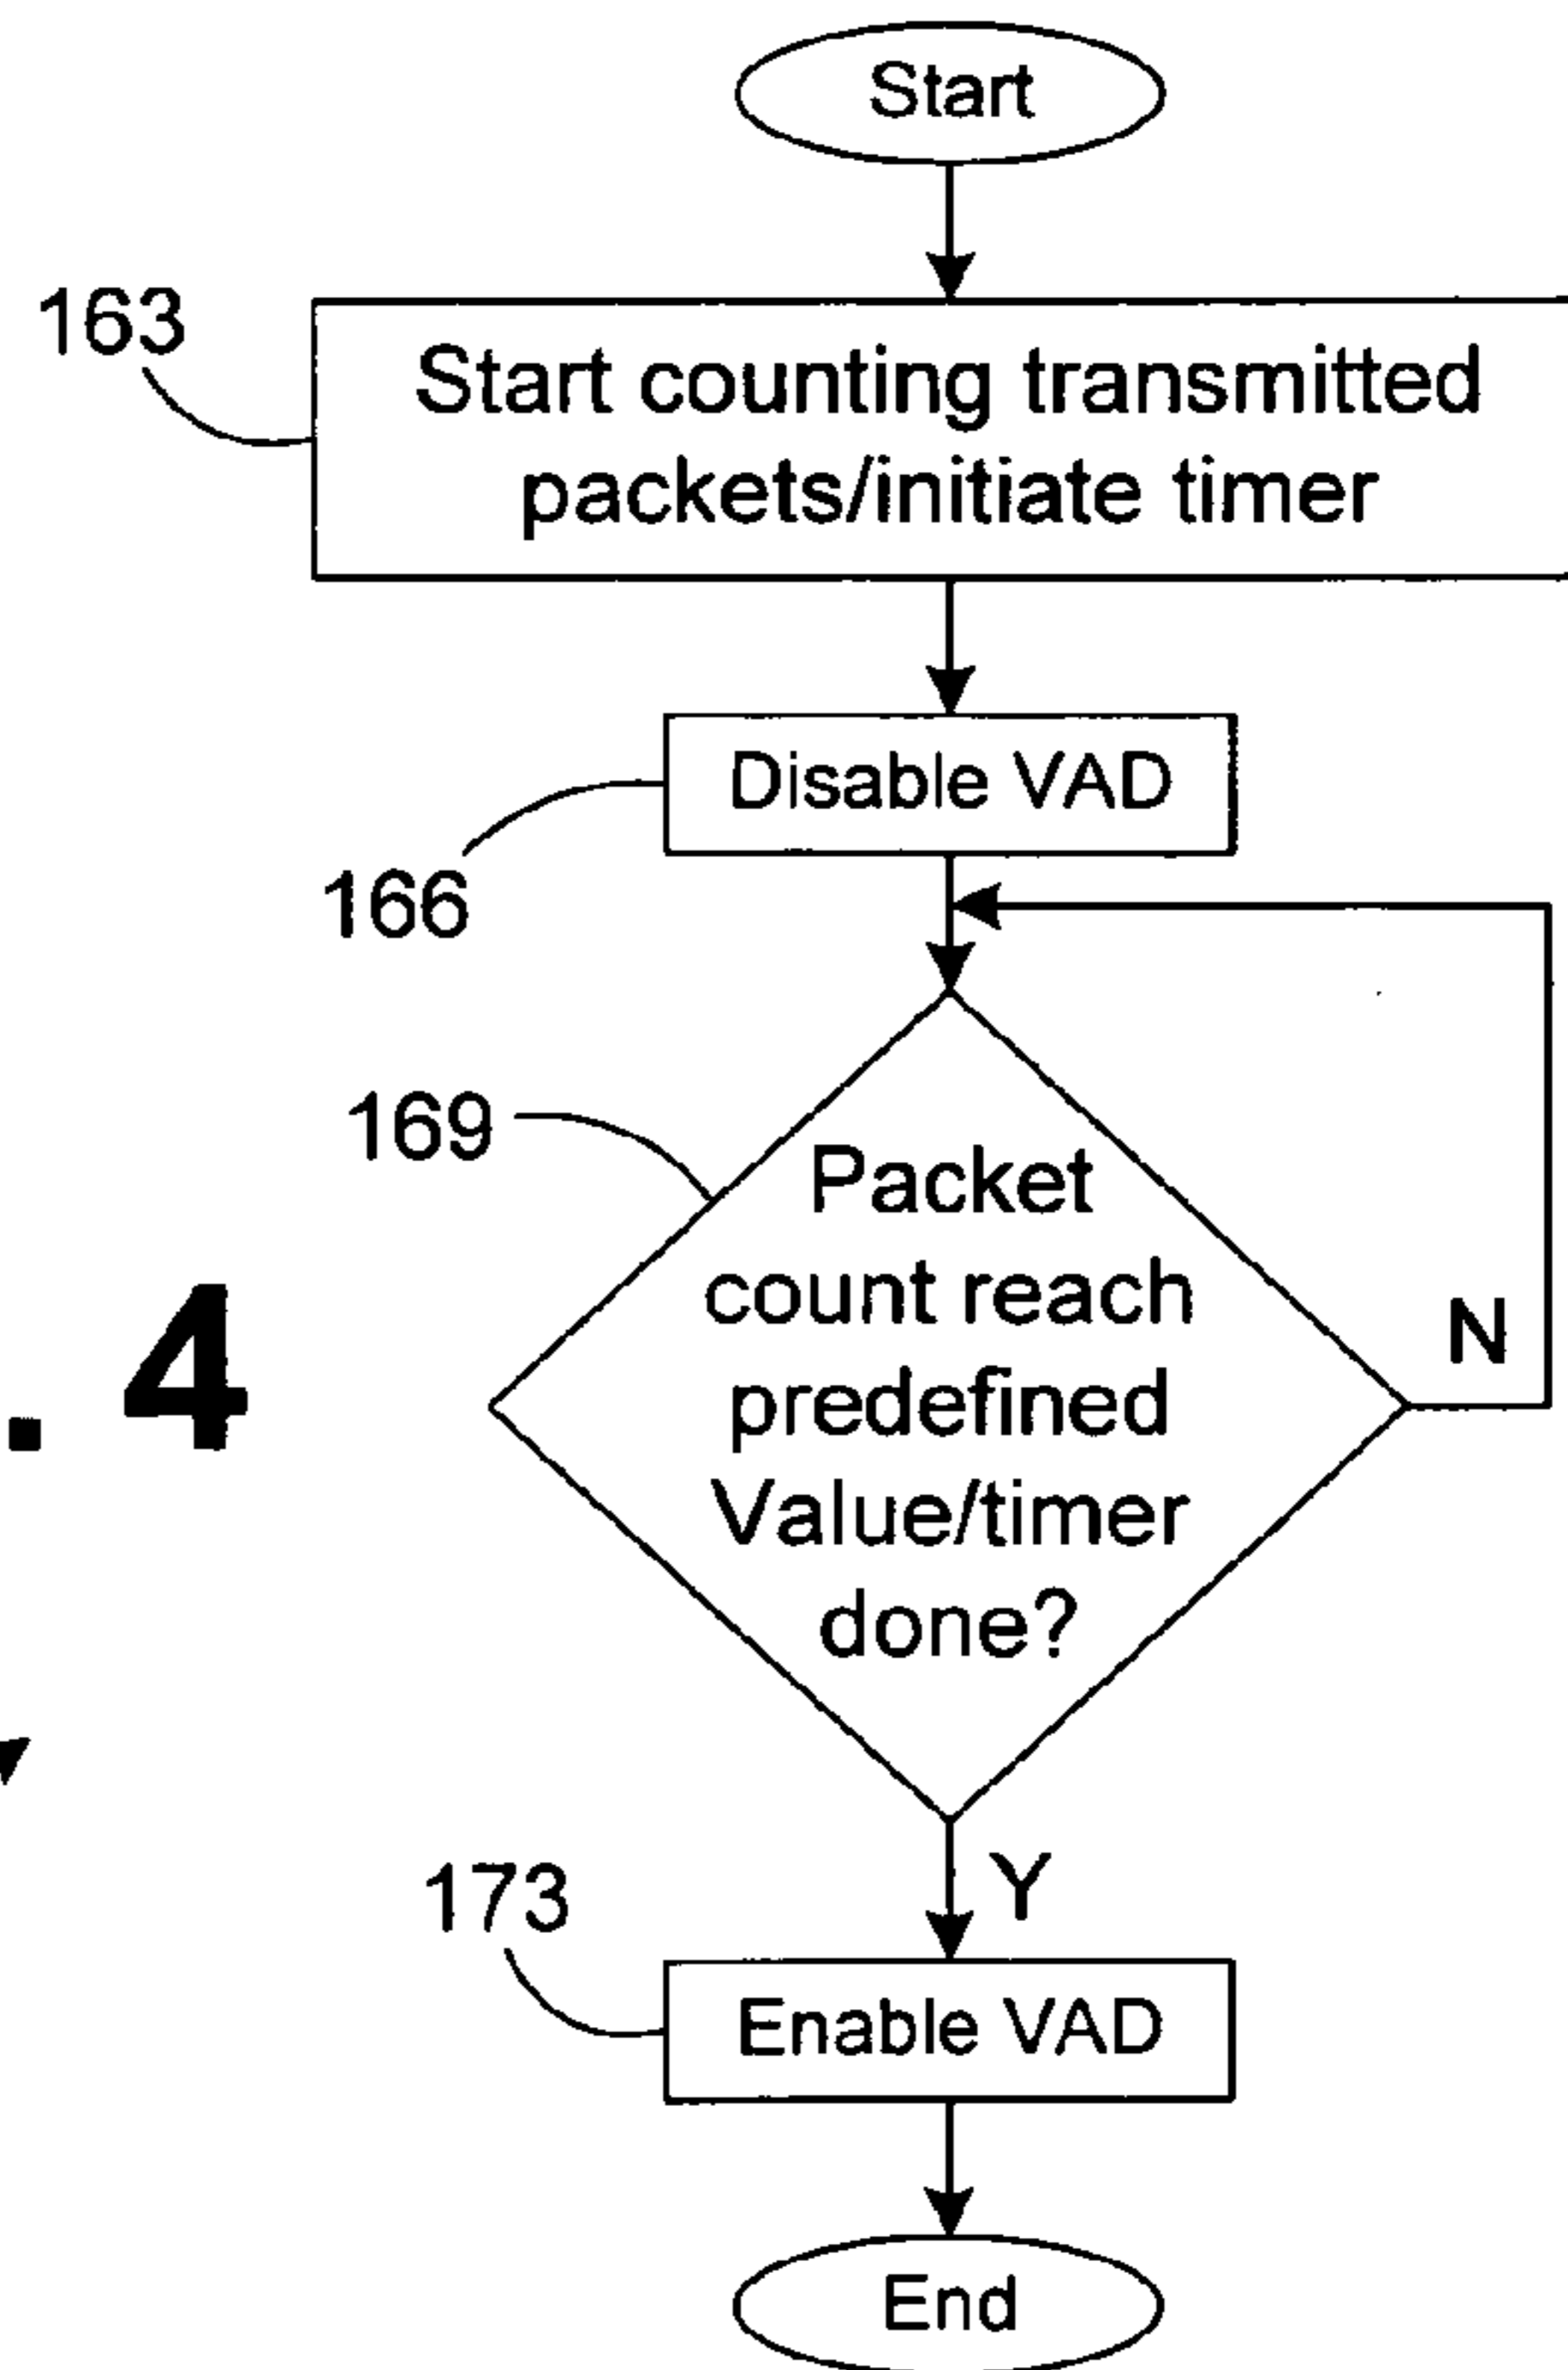 Start
163
Start counting transmitted
packets/initiate timer
Disable VAD
166
169
Packet
count reach
predefined
Value/timer
done?
N
. 4
Y
173
Enable VAD
End